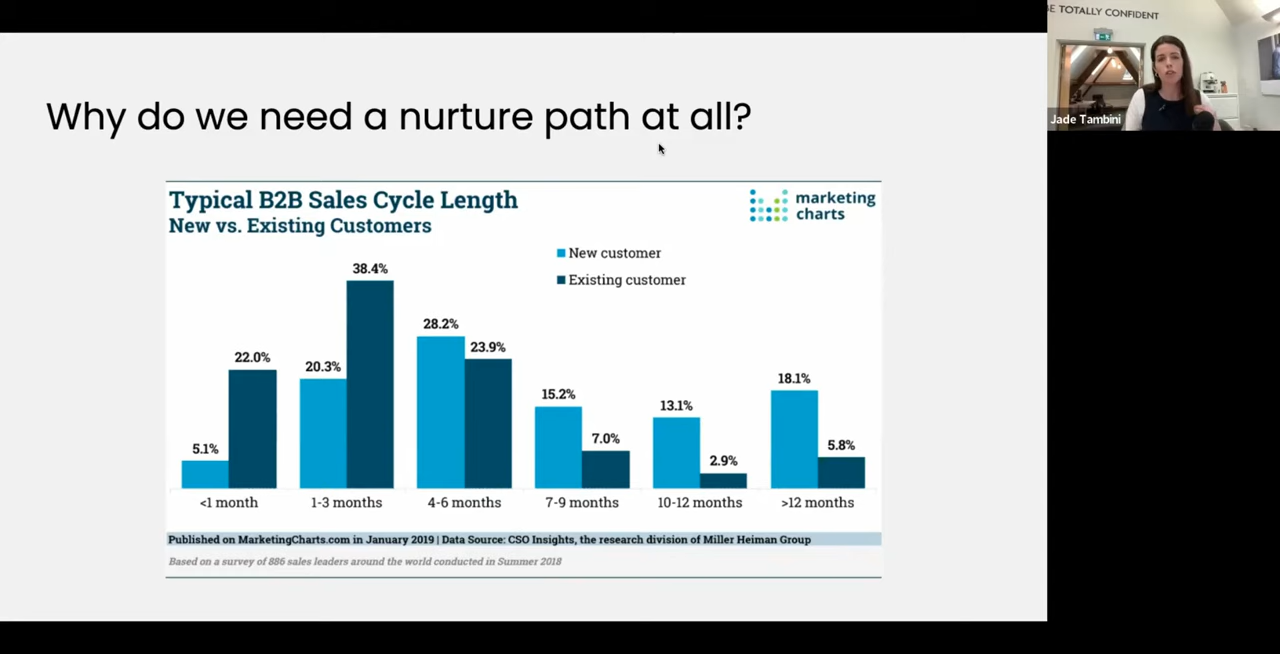 Why do we need a nurture path at all?
Typical B2B Sales Cycle Length
New vs. Existing Customers
marketing
charts
New customer
Existing customer
5.1%
22.0%
20.3%
38.4%
28.2%
23.9%
15.2%
7.0%
13.1%
2.9%
18.1%
5.8%
<1 month
1-3 months
4-6 months
7-9 months
10-12 months
>12 months
Published on MarketingCharts.com in January 2019 | Data Source: CSO Insights, the research division of Miller Heiman Group
Based on a survey of 886 sales leaders around the world conducted in Summer 2018
E TOTALLY CONFIDENT
Jade Tambini